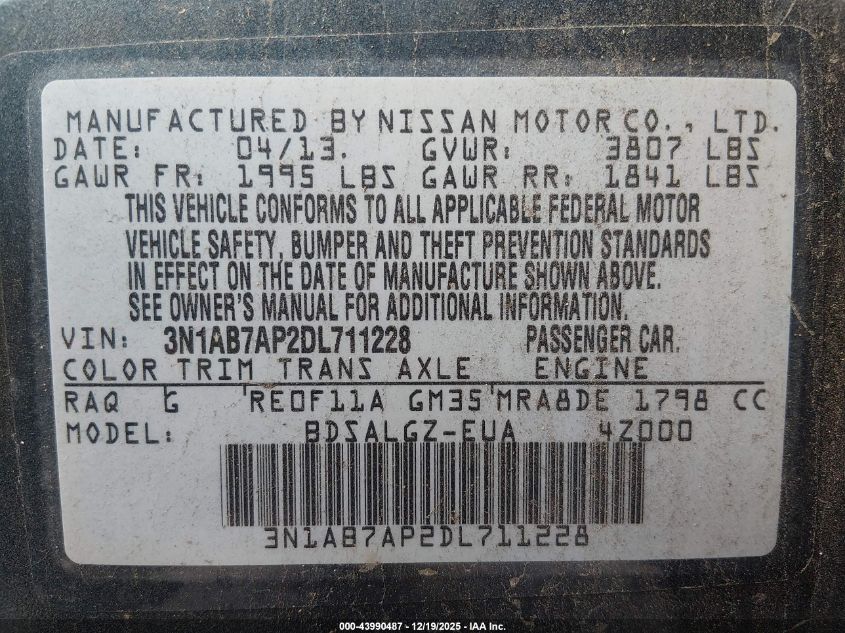 MANUFACTURED BY NISSAN MOTOR CO., LTD.
DATE: 04/13. GVWR: 3807 LBS
GAWR FR: 1995 LBS GAWR RR: 1841 LBS
THIS VEHICLE CONFORMS TO ALL APPLICABLE FEDERAL MOTOR
VEHICLE SAFETY, BUMPER AND THEFT PREVENTION STANDARDS
IN EFFECT ON THE DATE OF MANUFACTURE SHOWN ABOVE.
SEE OWNER'S MANUAL FOR ADDITIONAL INFORMATION.
VIN: 3N1AB7AP2DL711228 PASSENGER CAR.
COLOR TRIM TRANS AXLE ENGINE
RAQ G RE0F11A GM35 MRA8DE 1798 CC
MODEL: BDSALGZ-EUA 4Z000
3N1AB7AP2DL711228
000-43990487 - 12/19/2025 - IAA Inc.